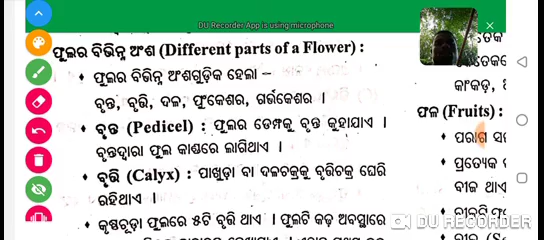 DU Recorder App is using microphone
ଫୁଲର ବିଭିନ୍ନ ଅଂଶ (Different parts of a Flower) :
• ଫୁଲର ବିଭିନ୍ନ ଅଂଶଗୁଡ଼ିକ ହେଲା –
ବୃନ୍ତ, ବୃତି, ଦଳ, ପୁଂକେଶର, ଗର୍ଭକେଶର ।
• ବୃନ୍ତ (Pedicel) : ଫୁଲର ଡେମ୍ଫକୁ ବୃନ୍ତ କୁହାଯାଏ ।
ବୃନ୍ତଦ୍ୱାରା ଫୁଲ କାଣ୍ଡରେ ଲାଗିଥାଏ ।
• ବୃତି (Calyx) : ପାଖୁଡ଼ା ବା ଦଳଚକ୍ରକୁ ବୃତିଚକ୍ର ଘେରି
ରହିଥାଏ ।
• କୃଷ୍ଣଚୂଡ଼ା ଫୁଲରେ ୫ଟି ବୃତି ଥାଏ । ଫୁଲଟି କଢ଼ ଅବସ୍ଥାରେ
କାଂକଡ଼,
ଫଳ (Fruits) :
• ପରାଗ
• ପ୍ରତ୍ୟେକ
ବୀଜ ଥାଏ
• ବୀଜଟି
DU RECORDER